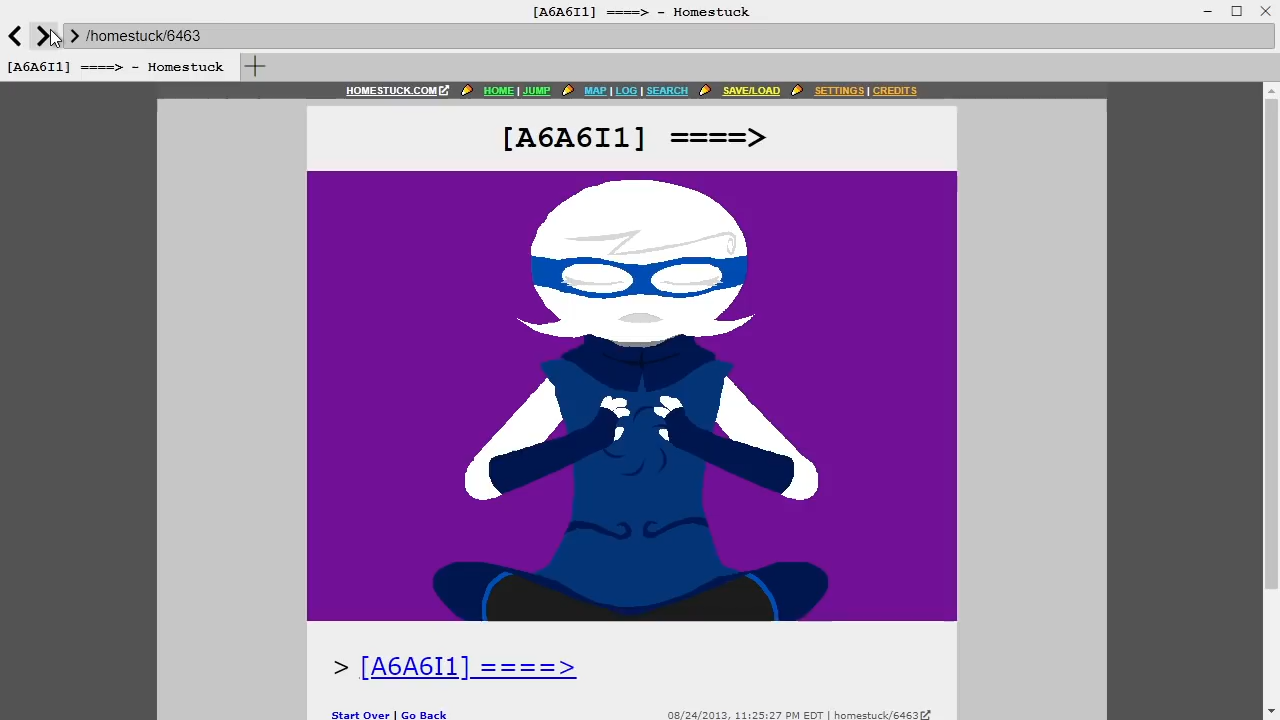 [A6A6I1] ====> - Homestuck
/homestuck/6463
[A6A6I1] ====> - Homestuck
HOMESTUCK.COM HOME | JUMP MAP | LOG | SEARCH SAVE/LOAD SETTINGS | CREDITS
[A6A6I1] ====>
> [A6A6I1] ====>
Start Over | Go Back 08/24/2013, 11:25:27 PM EDT | homestuck/6463